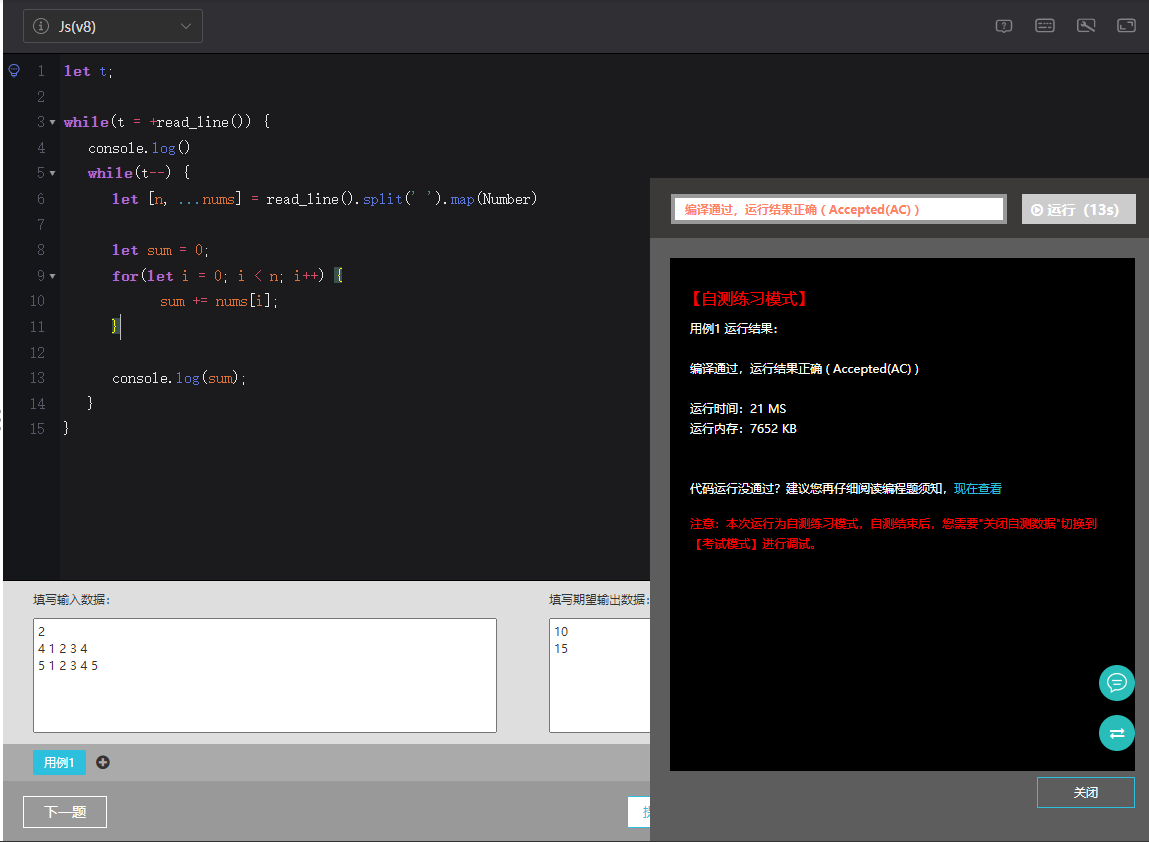 Js(v8)
1 let t;
2
3 while(t = +read_line()) {
4 console.log()
5 while(t--) {
6 let [n, ...nums] = read_line().split(' ').map(Number)
7
8 let sum = 0;
9 for(let i = 0; i < n; i++) {
10 sum += nums[i];
11 }
12
13 console.log(sum);
14 }
15 }
编译通过，运行结果正确 ( Accepted(AC) )
运行（13s）
【自测练习模式】
用例1 运行结果：
编译通过，运行结果正确 ( Accepted(AC) )
运行时间：21 MS
运行内存：7652 KB
代码运行没通过？建议您再仔细阅读编程题须知，现在查看
注意：本次运行为自测练习模式，自测结束后，您需要"关闭自测数据"切换到
【考试模式】进行调试。
关闭
填写输入数据：
2
4 1 2 3 4
5 1 2 3 4 5
填写期望输出数据：
10
15
用例1
下一题